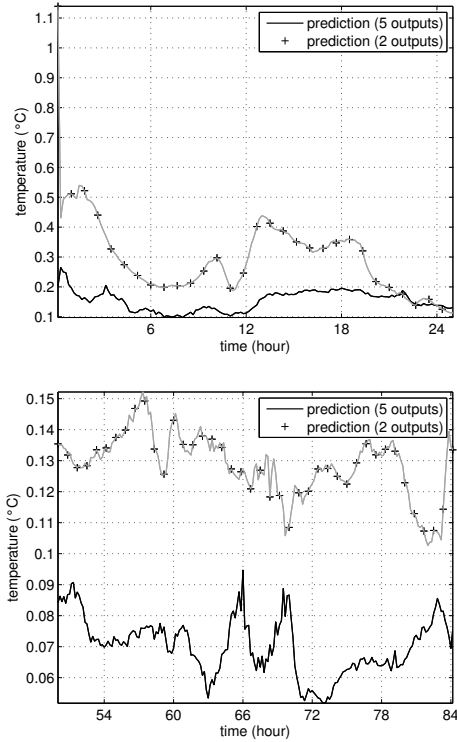 1.1
1
0.9
0.8
0.7
0.6
0.5
0.4
0.3
0.2
0.1
temperature (°C)
prediction (5 outputs)
prediction (2 outputs)
6 12 18 24
time (hour)
0.15
0.14
0.13
0.12
0.11
0.1
0.09
0.08
0.07
0.06
temperature (°C)
prediction (5 outputs)
prediction (2 outputs)
54 60 66 72 78 84
time (hour)